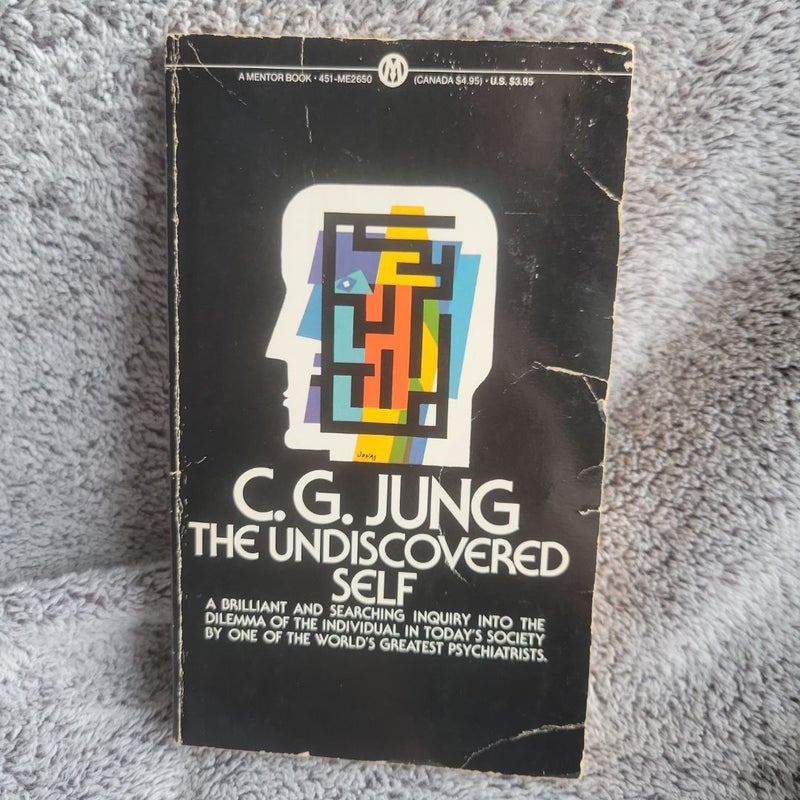 A MENTOR BOOK • 451-ME2650 (CANADA $4.95) • U.S. $3.95
C. G. JUNG
THE UNDISCOVERED
SELF
A BRILLIANT AND SEARCHING INQUIRY INTO THE
DILEMMA OF THE INDIVIDUAL IN TODAY'S SOCIETY
BY ONE OF THE WORLD'S GREATEST PSYCHIATRISTS.